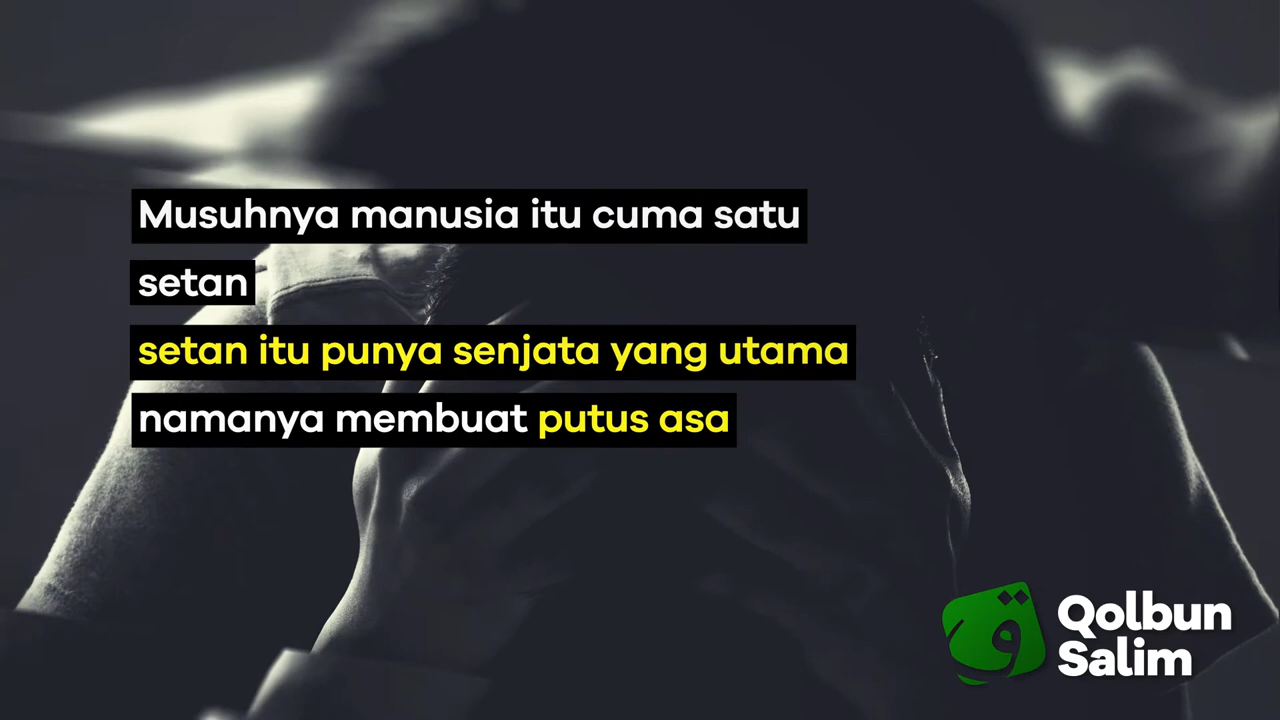 Musuhnya manusia itu cuma satu
setan
setan itu punya senjata yang utama
namanya membuat putus asa
Qolbun
Salim